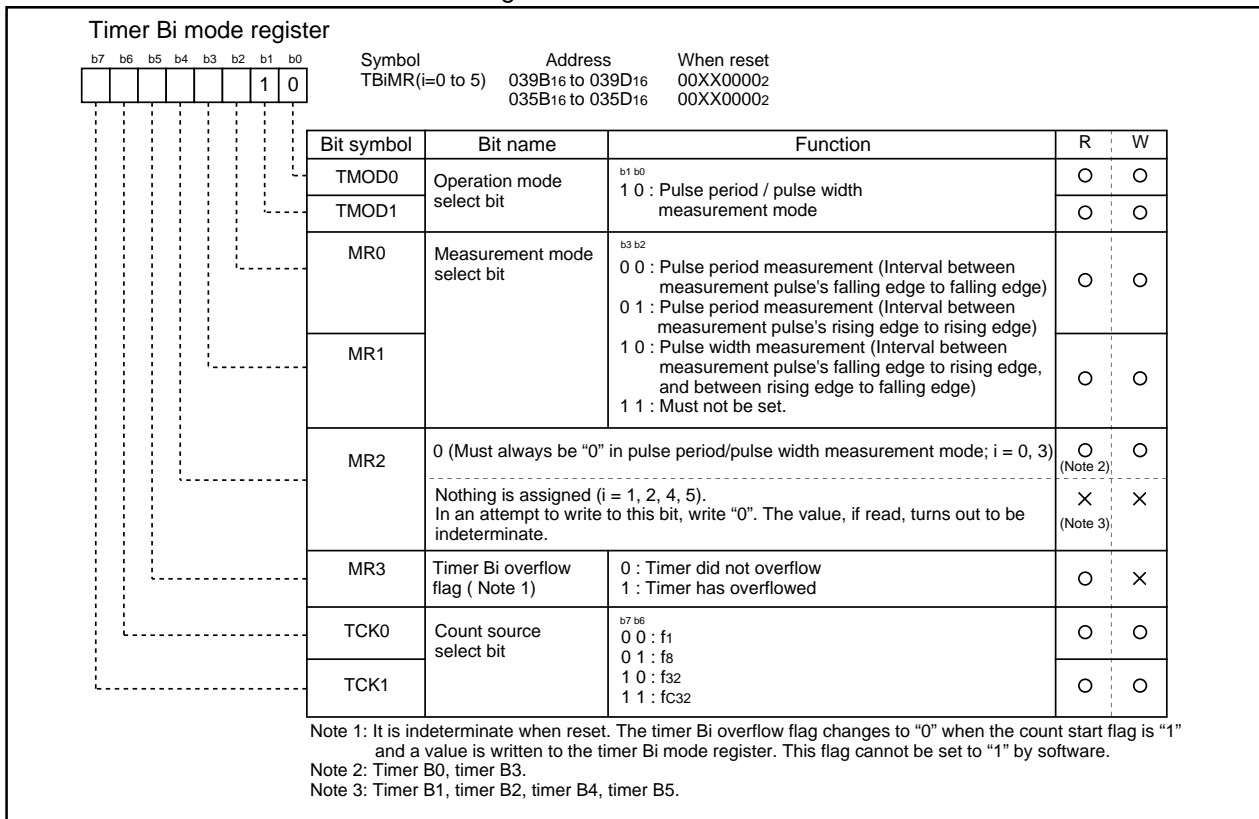 Timer Bi mode register
b7 b6 b5 b4 b3 b2 b1 b0
1 0
Symbol Address When reset
TBiMR(i=0 to 5) 039B16 to 039D16 00XX00002
035B16 to 035D16 00XX00002
Bit symbol Bit name Function R W
TMOD0
TMOD1
Operation mode
select bit
b1 b0
1 0 : Pulse period / pulse width
measurement mode
O O
O O
MR0
MR1
Measurement mode
select bit
b3 b2
0 0 : Pulse period measurement (Interval between
measurement pulse's falling edge to falling edge)
0 1 : Pulse period measurement (Interval between
measurement pulse's rising edge to rising edge)
1 0 : Pulse width measurement (Interval between
measurement pulse's falling edge to rising edge,
and between rising edge to falling edge)
1 1 : Must not be set.
O O
O O
MR2
0 (Must always be “0” in pulse period/pulse width measurement mode; i = 0, 3)
O O
(Note 2)
Nothing is assigned (i = 1, 2, 4, 5).
In an attempt to write to this bit, write “0”. The value, if read, turns out to be
indeterminate.
× ×
(Note 3)
MR3
Timer Bi overflow
flag ( Note 1)
0 : Timer did not overflow
1 : Timer has overflowed
O ×
TCK0
TCK1
Count source
select bit
b7 b6
0 0 : f1
0 1 : f8
1 0 : f32
1 1 : fC32
O O
O O
Note 1: It is indeterminate when reset. The timer Bi overflow flag changes to “0” when the count start flag is “1”
and a value is written to the timer Bi mode register. This flag cannot be set to “1” by software.
Note 2: Timer B0, timer B3.
Note 3: Timer B1, timer B2, timer B4, timer B5.